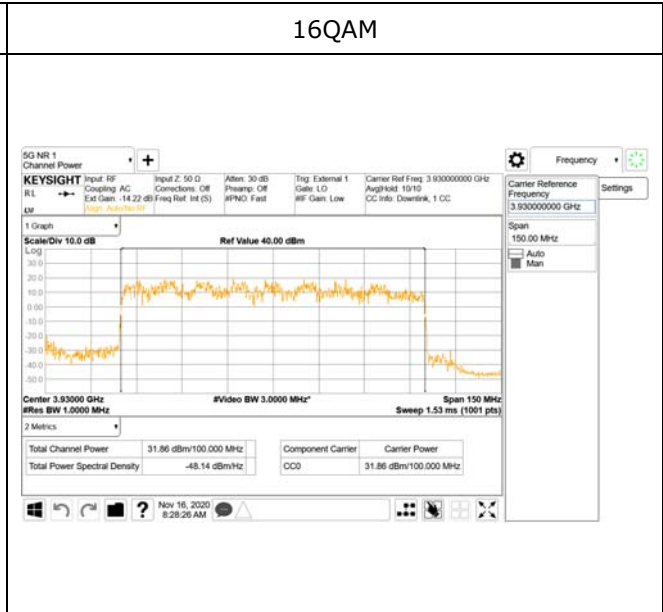 16QAM
5G NR 1
Channel Power
+
Frequency
KEYSIGHT Input: RF Input Z: 50 Ω Atten: 30 dB Trig: External 1 Carrier Ref Freq: 3.930000000 GHz
RL Coupling: AC Corrections: Off Preamp: Off Gate: LO Avg|Hold: 10/10
Ext Gain: -14.22 dB Freq Ref: Int (S) #PNO: Fast #IF Gain: Low CC Info: Downlink, 1 CC
Align: Auto/No RF
Carrier Reference
Frequency
3.930000000 GHz
Settings
Span
150.00 MHz
Auto
Man
1 Graph
Scale/Div 10.0 dB Ref Value 40.00 dBm
Log
30.0
20.0
10.0
0.00
-10.0
-20.0
-30.0
-40.0
-50.0
Center 3.93000 GHz #Video BW 3.0000 MHz* Span 150 MHz
#Res BW 1.0000 MHz Sweep 1.53 ms (1001 pts)
2 Metrics
Total Channel Power 31.86 dBm/100.000 MHz Component Carrier Carrier Power
Total Power Spectral Density -48.14 dBm/Hz CC0 31.86 dBm/100.000 MHz
? Nov 16, 2020
8:28:26 AM